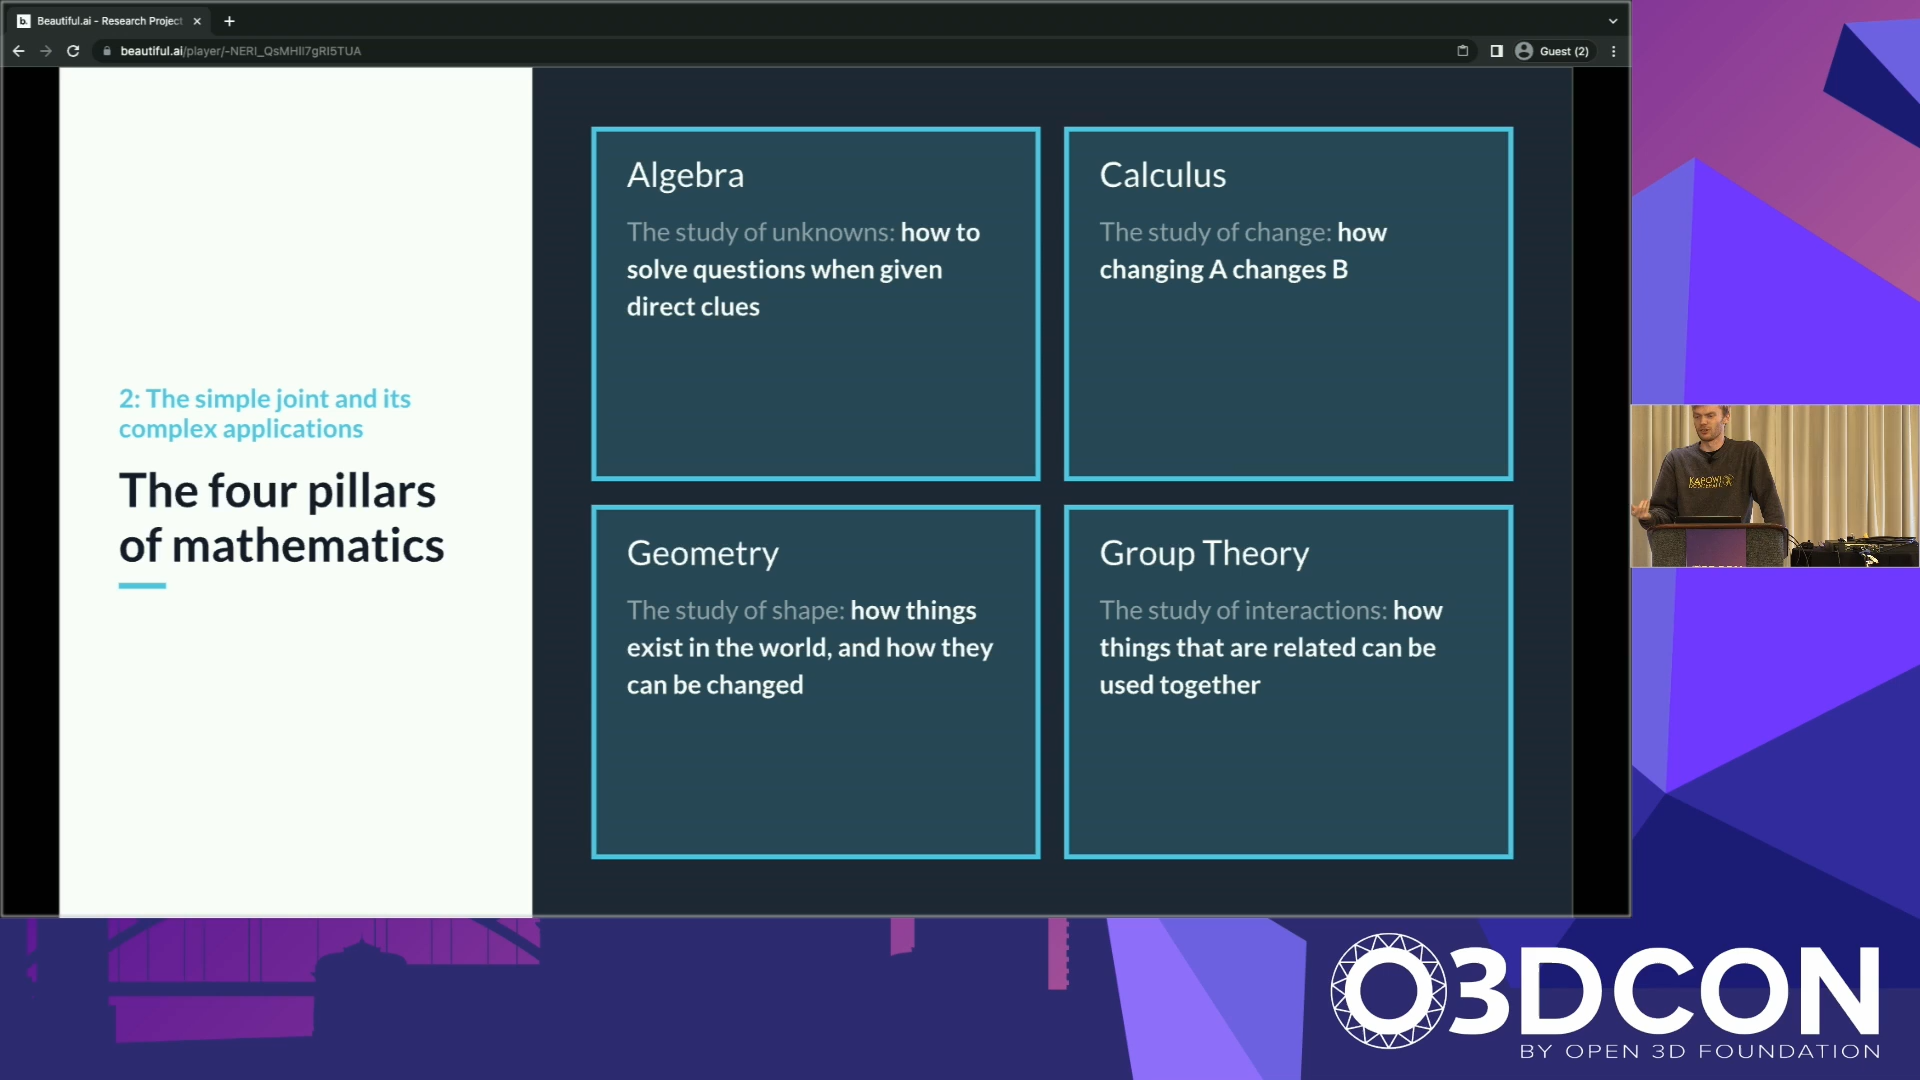 Beautiful.ai - Research Project
beautiful.ai/player/-NERI_QsMHlI7gRI5TUA
Guest (2)
2: The simple joint and its
complex applications
The four pillars
of mathematics
Algebra
The study of unknowns: how to
solve questions when given
direct clues
Calculus
The study of change: how
changing A changes B
Geometry
The study of shape: how things
exist in the world, and how they
can be changed
Group Theory
The study of interactions: how
things that are related can be
used together
KAPOW!
O3DCON
BY OPEN 3D FOUNDATION